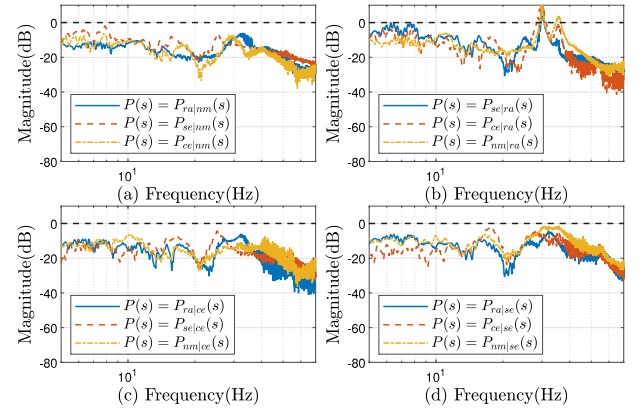 0
-20
-40
-60
-80
Magnitude(dB)
P(s) = P_{ra|nm}(s)
P(s) = P_{se|nm}(s)
P(s) = P_{ce|nm}(s)
10^1
(a) Frequency(Hz)
0
-20
-40
-60
-80
Magnitude(dB)
P(s) = P_{se|ra}(s)
P(s) = P_{ce|ra}(s)
P(s) = P_{nm|ra}(s)
10^1
(b) Frequency(Hz)
0
-20
-40
-60
-80
Magnitude(dB)
P(s) = P_{ra|ce}(s)
P(s) = P_{se|ce}(s)
P(s) = P_{nm|ce}(s)
10^1
(c) Frequency(Hz)
0
-20
-40
-60
-80
Magnitude(dB)
P(s) = P_{ra|se}(s)
P(s) = P_{ce|se}(s)
P(s) = P_{nm|se}(s)
10^1
(d) Frequency(Hz)